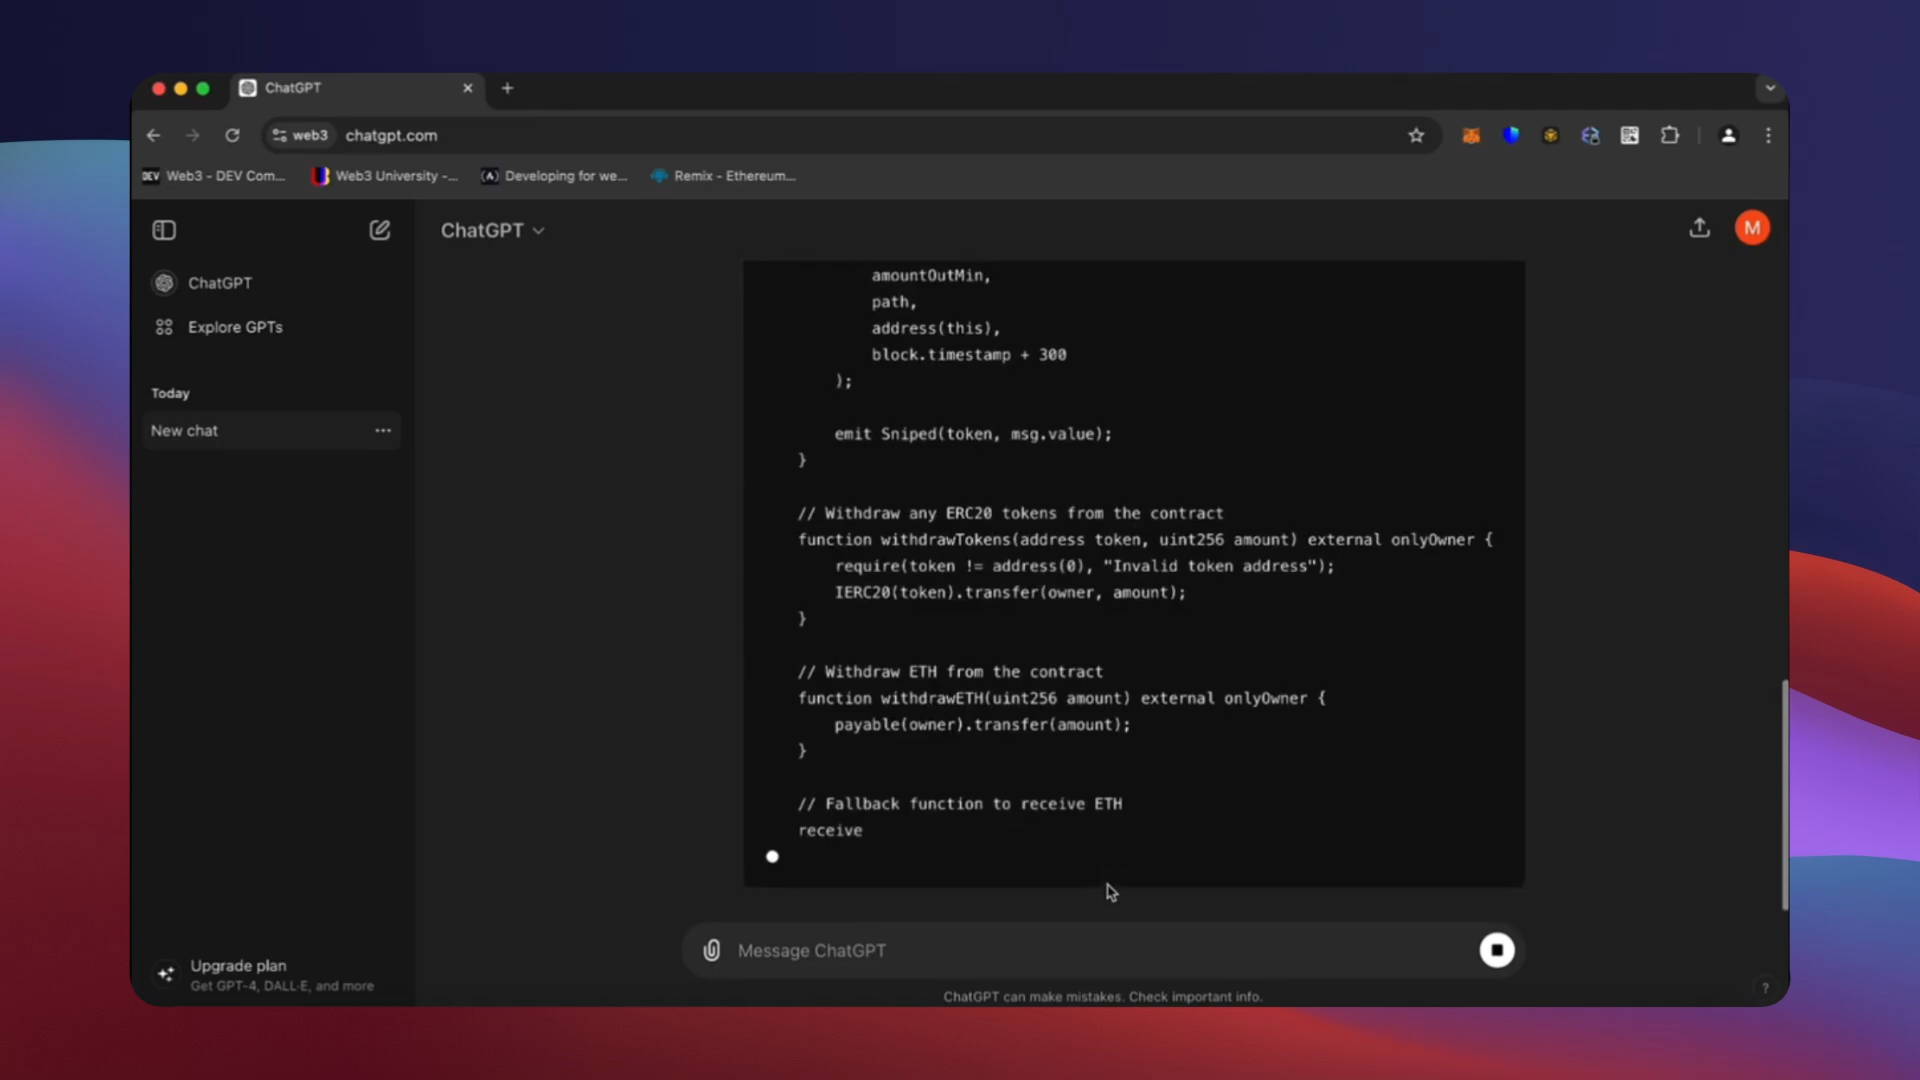 ChatGPT
web3 chatgpt.com
DEV Web3 - DEV Com... Web3 University -... (A) Developing for we... Remix - Ethereum...
ChatGPT
M
ChatGPT
Explore GPTs
Today
New chat
amountOutMin,
path,
address(this),
block.timestamp + 300
);
emit Sniped(token, msg.value);
}
// Withdraw any ERC20 tokens from the contract
function withdrawTokens(address token, uint256 amount) external onlyOwner {
require(token != address(0), "Invalid token address");
IERC20(token).transfer(owner, amount);
}
// Withdraw ETH from the contract
function withdrawETH(uint256 amount) external onlyOwner {
payable(owner).transfer(amount);
}
// Fallback function to receive ETH
receive
Message ChatGPT
Upgrade plan
Get GPT-4, DALL·E, and more
ChatGPT can make mistakes. Check important info.
?